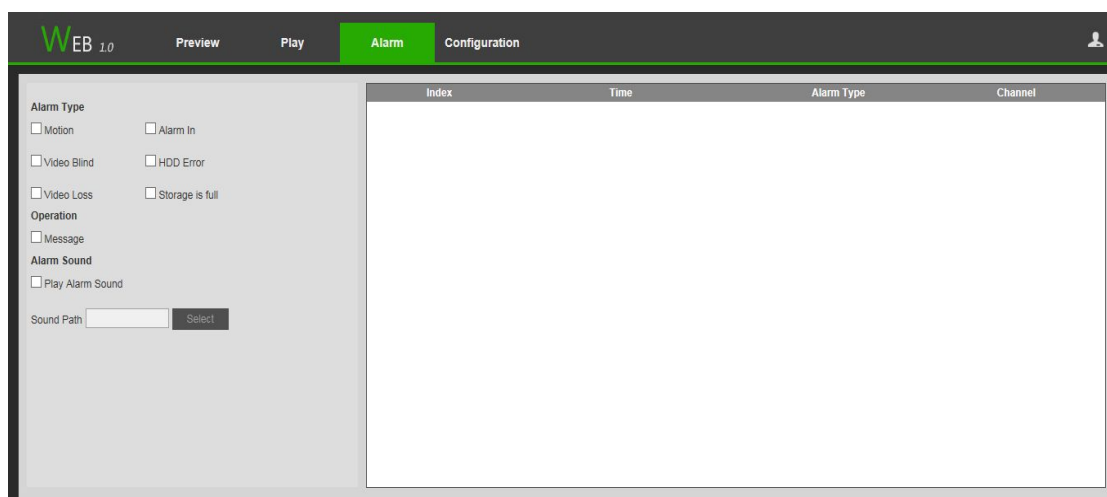 WEB 1.0 Preview Play Alarm Configuration
Index Time Alarm Type Channel
Alarm Type
Motion Alarm In
Video Blind HDD Error
Video Loss Storage is full
Operation
Message
Alarm Sound
Play Alarm Sound
Sound Path Select